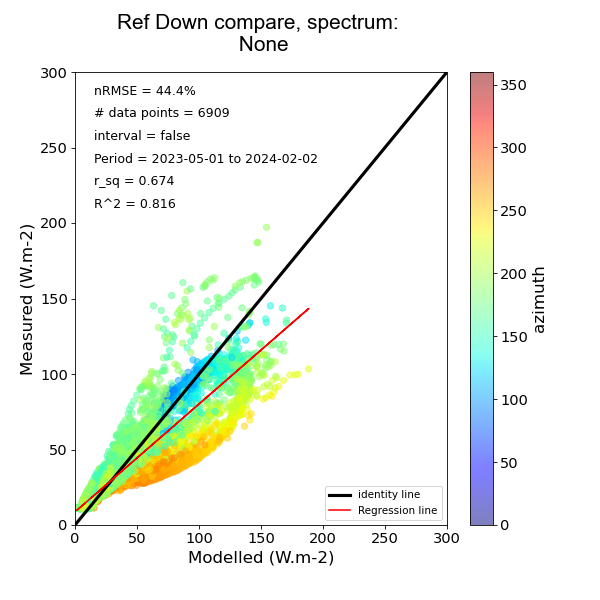 Ref Down compare, spectrum:
None
nRMSE = 44.4%
# data points = 6909
interval = false
Period = 2023-05-01 to 2024-02-02
r_sq = 0.674
R^2 = 0.816
300
250
200
150
100
50
0
Measured (W.m-2)
0 50 100 150 200 250 300
Modelled (W.m-2)
identity line
Regression line
350
300
250
200
150
100
50
0
azimuth